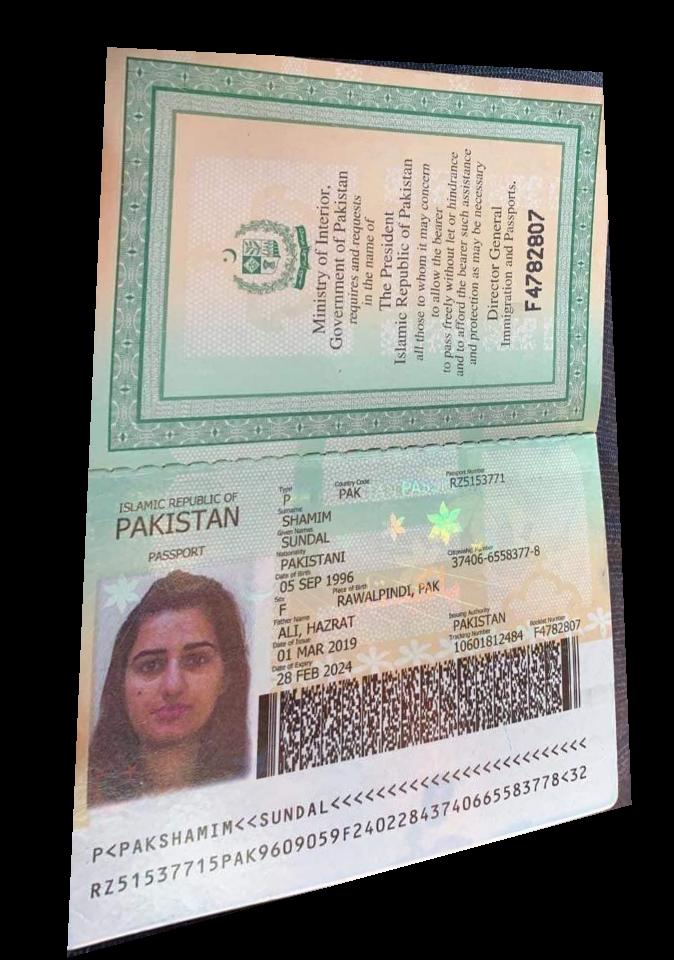 Ministry of Interior,
Government of Pakistan
requires and requests
in the name of
The President
Islamic Republic of Pakistan
all those to whom it may concern
to allow the bearer
to pass freely without let or hindrance
and to afford the bearer such assistance
and protection as may be necessary
Director General
Immigration and Passports.
F4782807
ISLAMIC REPUBLIC OF
PAKISTAN
PASSPORT
Type Country Code Passport Number
P PAK RZ5153771
Surname
SHAMIM
Given Names
SUNDAL
Nationality Citizenship Number
PAKISTANI 37406-6558377-8
Date of Birth
05 SEP 1996
Sex Place of Birth
F RAWALPINDI, PAK
Father Name Issuing Authority
ALI, HAZRAT PAKISTAN
Date of Issue Tracking Number Booklet Number
01 MAR 2019 10601812484 F4782807
Date of Expiry
28 FEB 2024
P<PAKSHAMIM<<SUNDAL<<<<<<<<<<<<<<<<<<<<<<<<<
RZ51537715PAK9609059F24022843740665583778<32